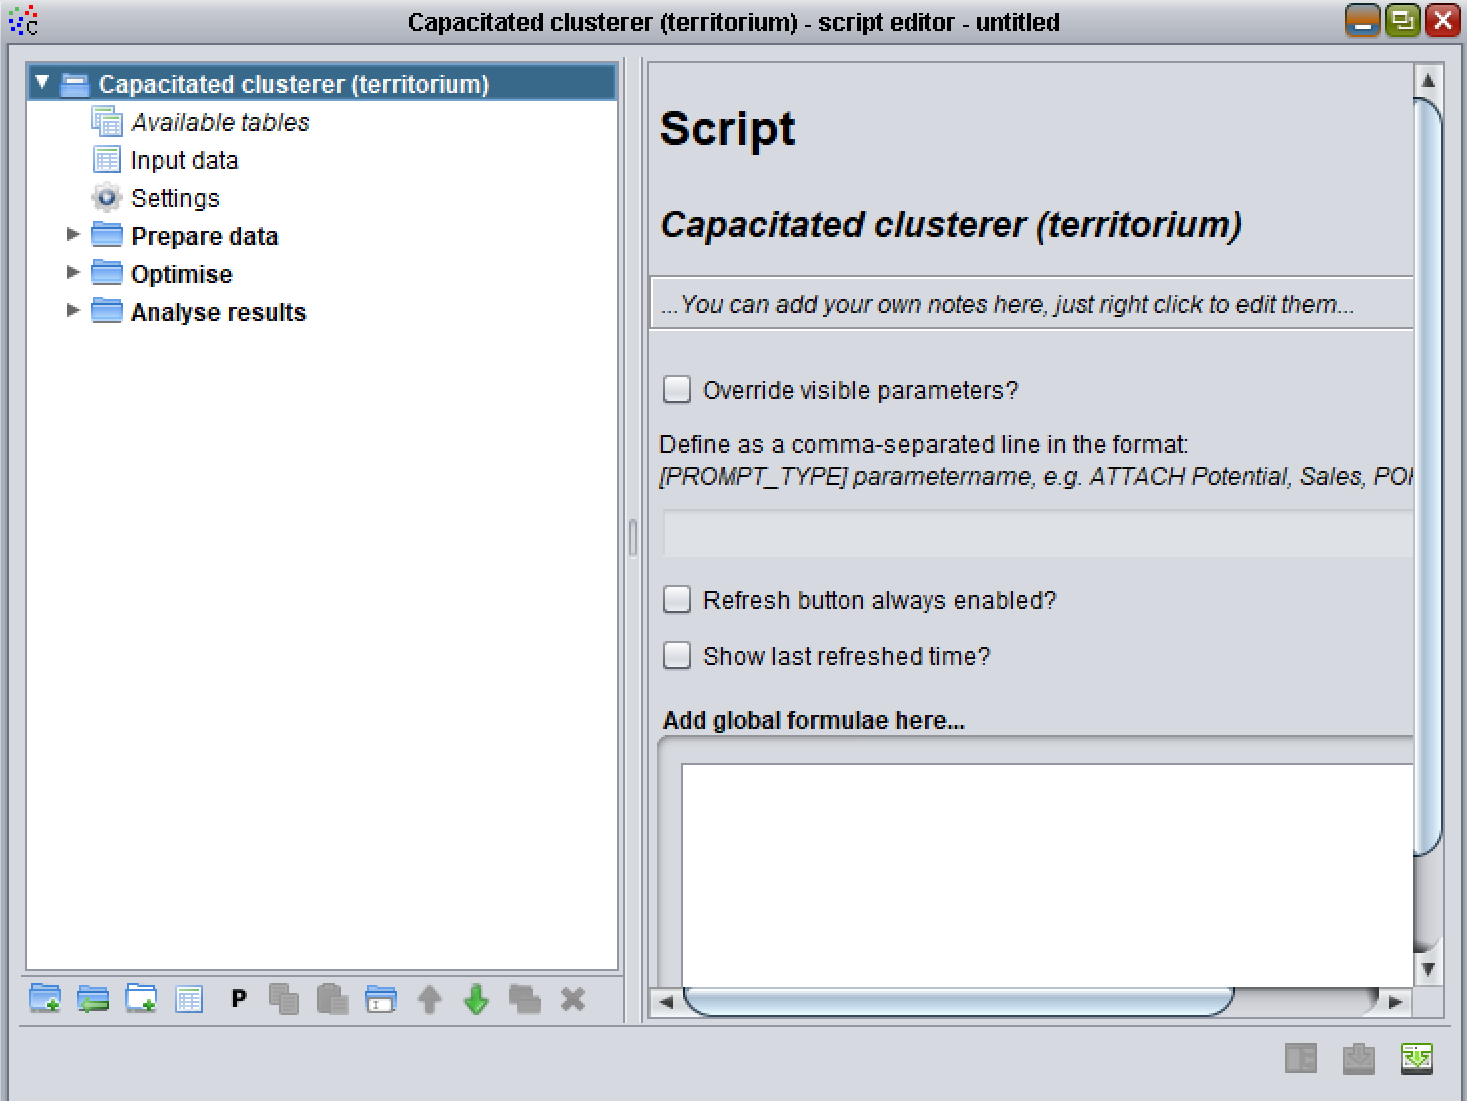 Capacitated clusterer (territorium) - script editor - untitled
Capacitated clusterer (territorium)
Available tables
Input data
Settings
Prepare data
Optimise
Analyse results
P
Script
Capacitated clusterer (territorium)
...You can add your own notes here, just right click to edit them...
Override visible parameters?
Define as a comma-separated line in the format:
[PROMPT_TYPE] parametername, e.g. ATTACH Potential, Sales,
Refresh button always enabled?
Show last refreshed time?
Add global formulae here...